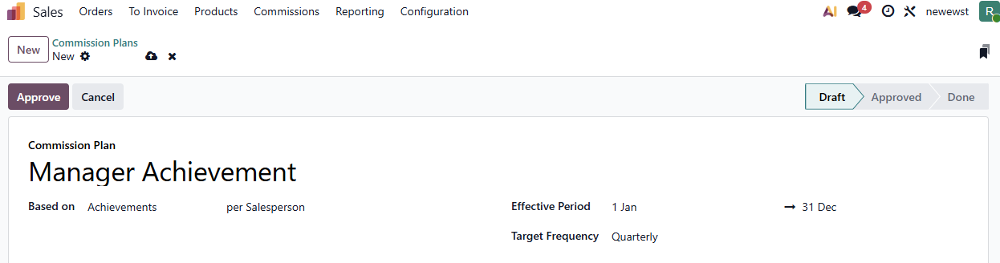 Sales Orders To Invoice Products Commissions Reporting Configuration AI 4 newewst R
New Commission Plans
New
Approve Cancel Draft Approved Done
Commission Plan
Manager Achievement
Based on Achievements per Salesperson Effective Period 1 Jan → 31 Dec
Target Frequency Quarterly